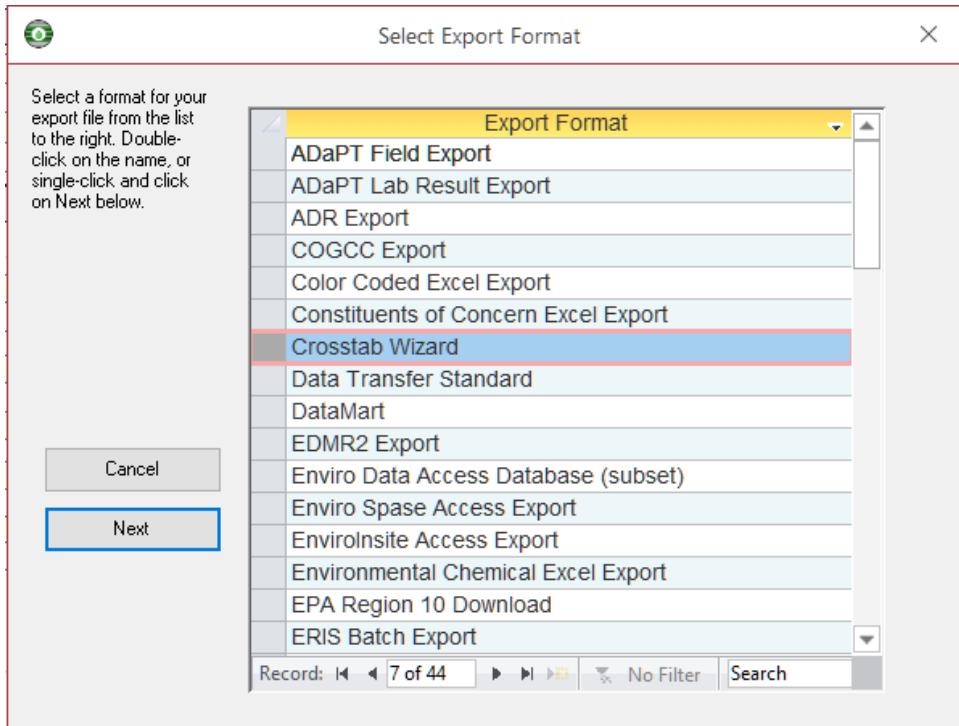 Select Export Format
Select a format for your
export file from the list
to the right. Double-
click on the name, or
single-click and click
on Next below.
Export Format
ADaPT Field Export
ADaPT Lab Result Export
ADR Export
COGCC Export
Color Coded Excel Export
Constituents of Concern Excel Export
Crosstab Wizard
Data Transfer Standard
DataMart
EDMR2 Export
Enviro Data Access Database (subset)
Enviro Spase Access Export
EnviroInsite Access Export
Environmental Chemical Excel Export
EPA Region 10 Download
ERIS Batch Export
Cancel
Next
Record: 7 of 44 No Filter Search